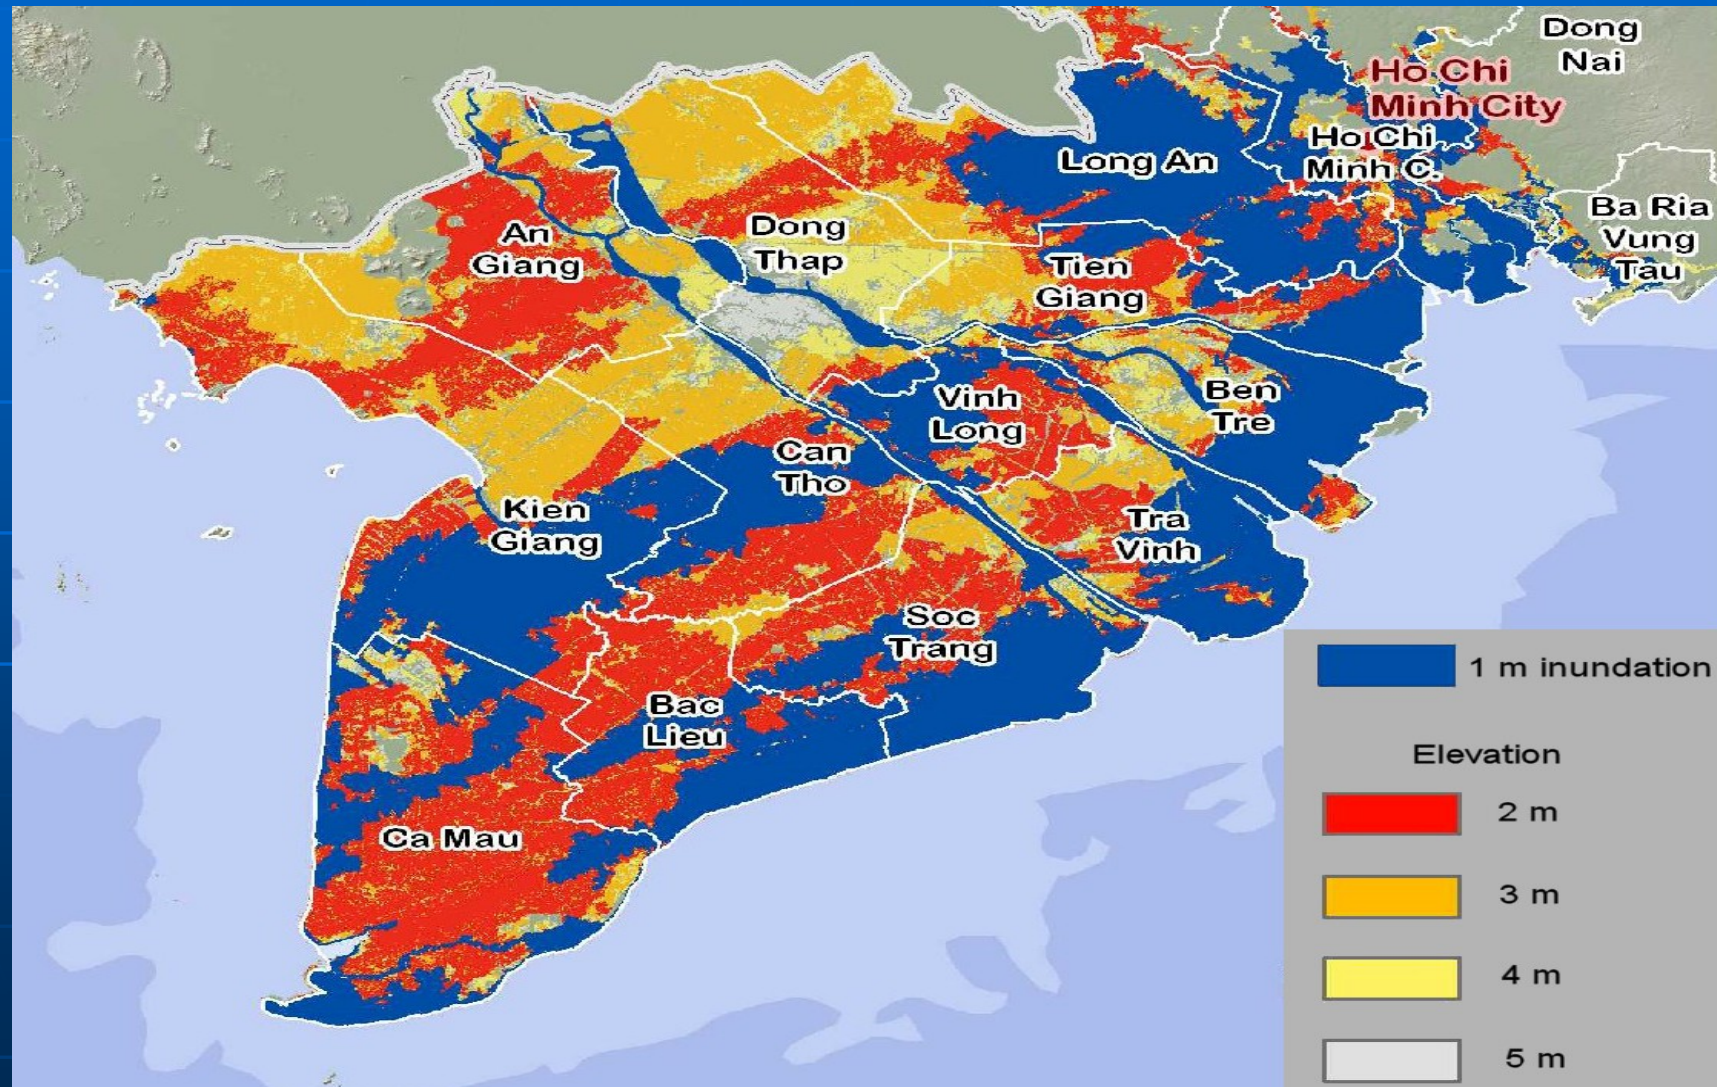 Dong
Nai
Ho Chi
Minh City
Ho Chi
Minh C.
Long An
Ba Ria
Vung
Tau
An
Giang
Dong
Thap
Tien
Giang
Vinh
Long
Ben
Tre
Can
Tho
Kien
Giang
Tra
Vinh
Soc
Trang
Bac
Lieu
Ca Mau
1 m inundation
Elevation
2 m
3 m
4 m
5 m